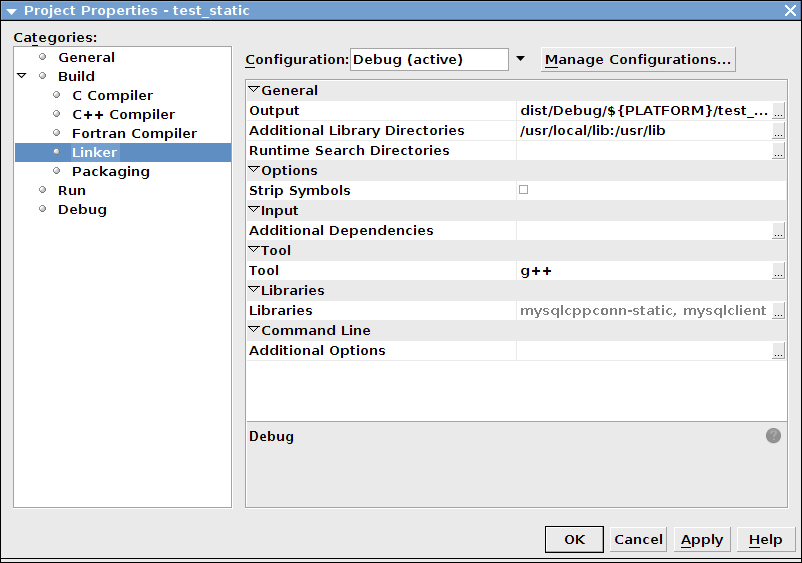 Project Properties - test_static
Categories:
General
Build
C Compiler
C++ Compiler
Fortran Compiler
Linker
Packaging
Run
Debug
Configuration: Debug (active) Manage Configurations...
General
Output dist/Debug/${PLATFORM}/test_... ...
Additional Library Directories /usr/local/lib:/usr/lib ...
Runtime Search Directories ...
Options
Strip Symbols
Input
Additional Dependencies ...
Tool
Tool g++ ...
Libraries
Libraries mysqlcppconn-static, mysqlclient ...
Command Line
Additional Options ...
Debug ?
OK Cancel Apply Help